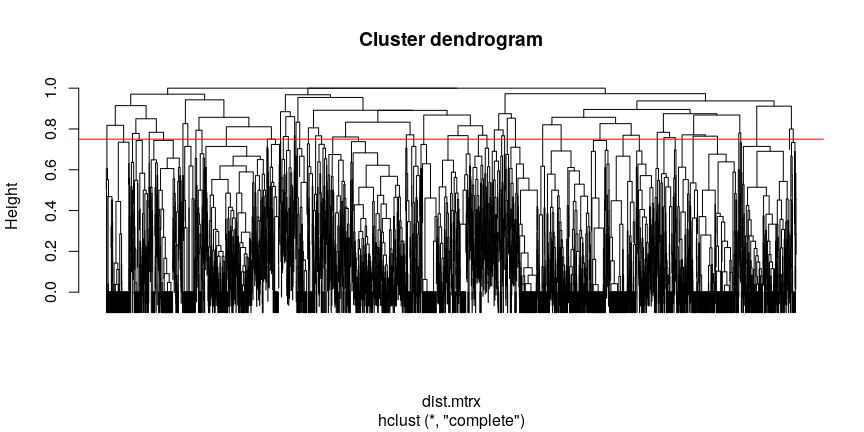 Cluster dendrogram
Height
1.0
0.8
0.6
0.4
0.2
0.0
dist.mtrx
hclust (*, "complete")